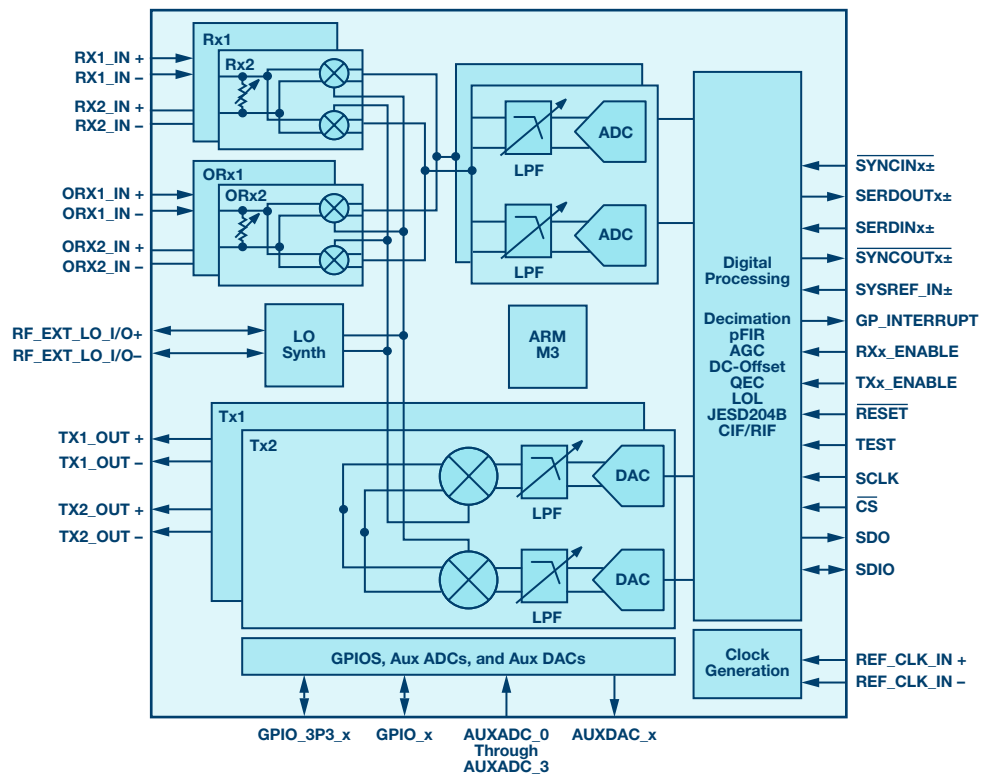 Rx1
Rx2
RX1_IN +
RX1_IN –
RX2_IN +
RX2_IN –
ORx1
ORx2
ORX1_IN +
ORX1_IN –
ORX2_IN +
ORX2_IN –
LPF
ADC
LPF
ADC
RF_EXT_LO_I/O+
RF_EXT_LO_I/O–
LO
Synth
ARM
M3
Tx1
Tx2
TX1_OUT +
TX1_OUT –
TX2_OUT +
TX2_OUT –
LPF
DAC
LPF
DAC
Digital
Processing
Decimation
pFIR
AGC
DC-Offset
QEC
LOL
JESD204B
CIF/RIF
SYNCINx±
SERDOUTx±
SERDINx±
SYNCOUTx±
SYSREF_IN±
GP_INTERRUPT
RXx_ENABLE
TXx_ENABLE
RESET
TEST
SCLK
CS
SDO
SDIO
Clock
Generation
REF_CLK_IN +
REF_CLK_IN –
GPIOS, Aux ADCs, and Aux DACs
GPIO_3P3_x
GPIO_x
AUXADC_0
Through
AUXADC_3
AUXDAC_x